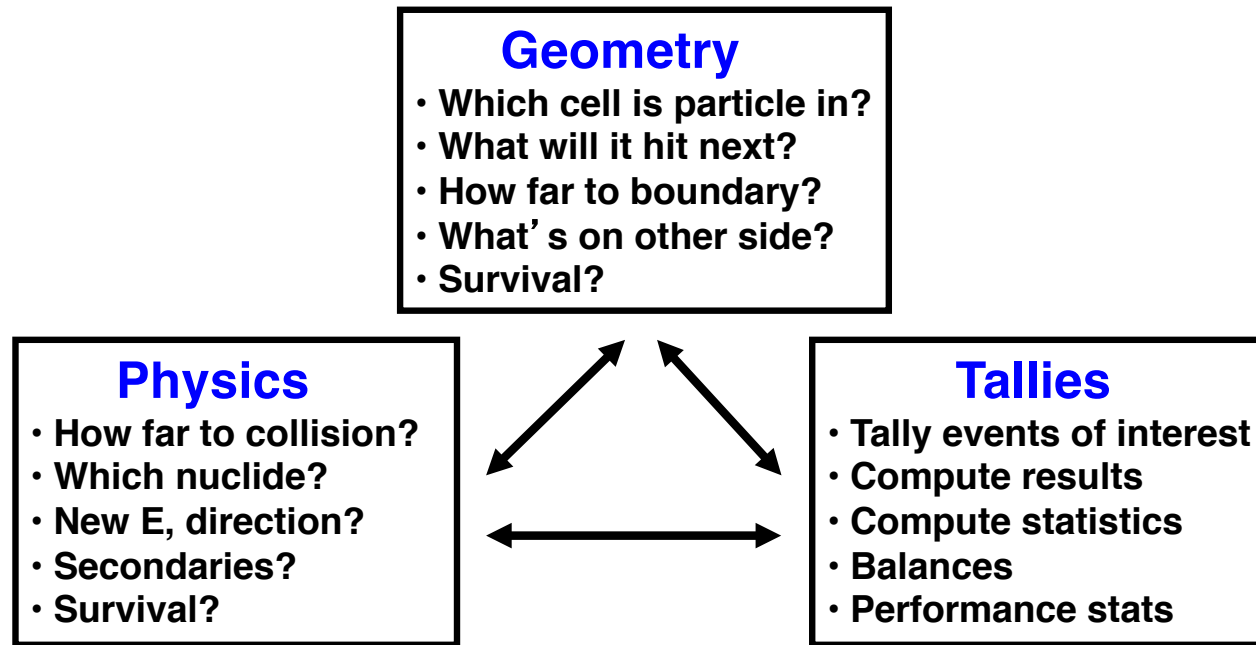 Geometry
• Which cell is particle in?
• What will it hit next?
• How far to boundary?
• What's on other side?
• Survival?
Physics
• How far to collision?
• Which nuclide?
• New E, direction?
• Secondaries?
• Survival?
Tallies
• Tally events of interest
• Compute results
• Compute statistics
• Balances
• Performance stats